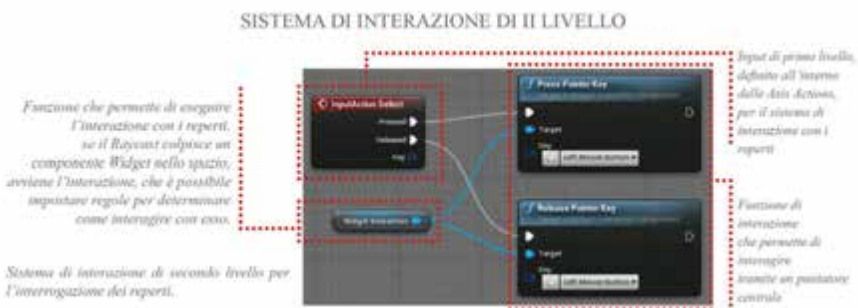 SISTEMA DI INTERAZIONE DI II LIVELLO
Funzione che permette di eseguire
l'interazione con i reperti,
se il Raycast colpisce un
componente Widget nello spazio,
avviene l'interazione, che è possibile
impostare regole per determinare
come interagire con esso.
Sistema di interazione di secondo livello per
l'interrogazione dei reperti.
InputAction Select
Pressed
Released
Key
Widget Interaction
Press Pointer Key
Target
Key
Left Mouse Button
Release Pointer Key
Target
Key
Left Mouse Button
Input di primo livello,
definito all'interno
delle Axis Actions,
per il sistema di
interazione con i
reperti
Funzione di
interazione
che permette di
interagire
tramite un puntatore
centrale